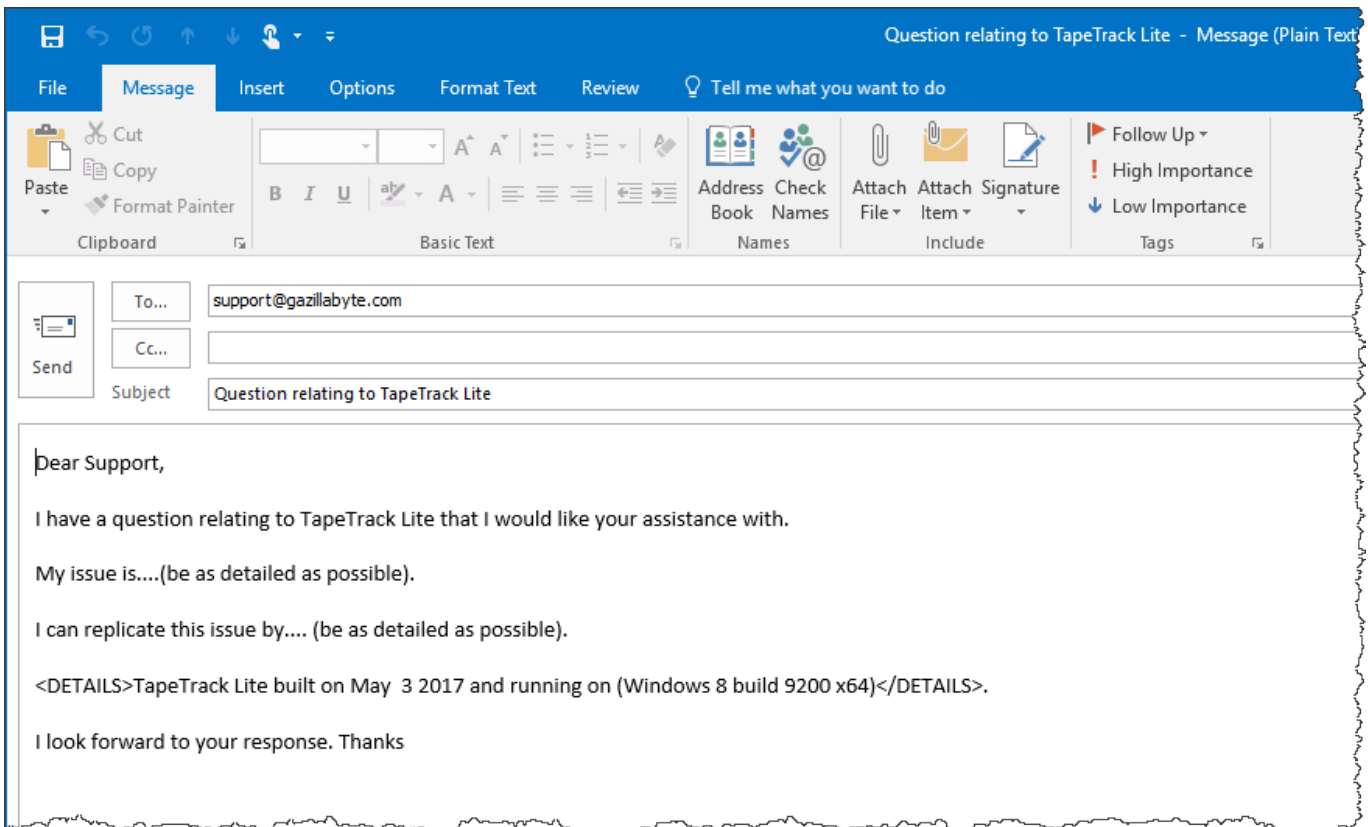 Question relating to TapeTrack Lite - Message (Plain Text
File Message Insert Options Format Text Review Tell me what you want to do
Paste
Cut
Copy
Format Painter
Clipboard
B I U
Basic Text
Address Book
Check Names
Names
Attach File
Attach Item
Signature
Include
Follow Up
High Importance
Low Importance
Tags
Send
To... support@gazillabyte.com
Cc...
Subject Question relating to TapeTrack Lite
Dear Support,
I have a question relating to TapeTrack Lite that I would like your assistance with.
My issue is....(be as detailed as possible).
I can replicate this issue by.... (be as detailed as possible).
<DETAILS>TapeTrack Lite built on May  3 2017 and running on (Windows 8 build 9200 x64)</DETAILS>.
I look forward to your response. Thanks